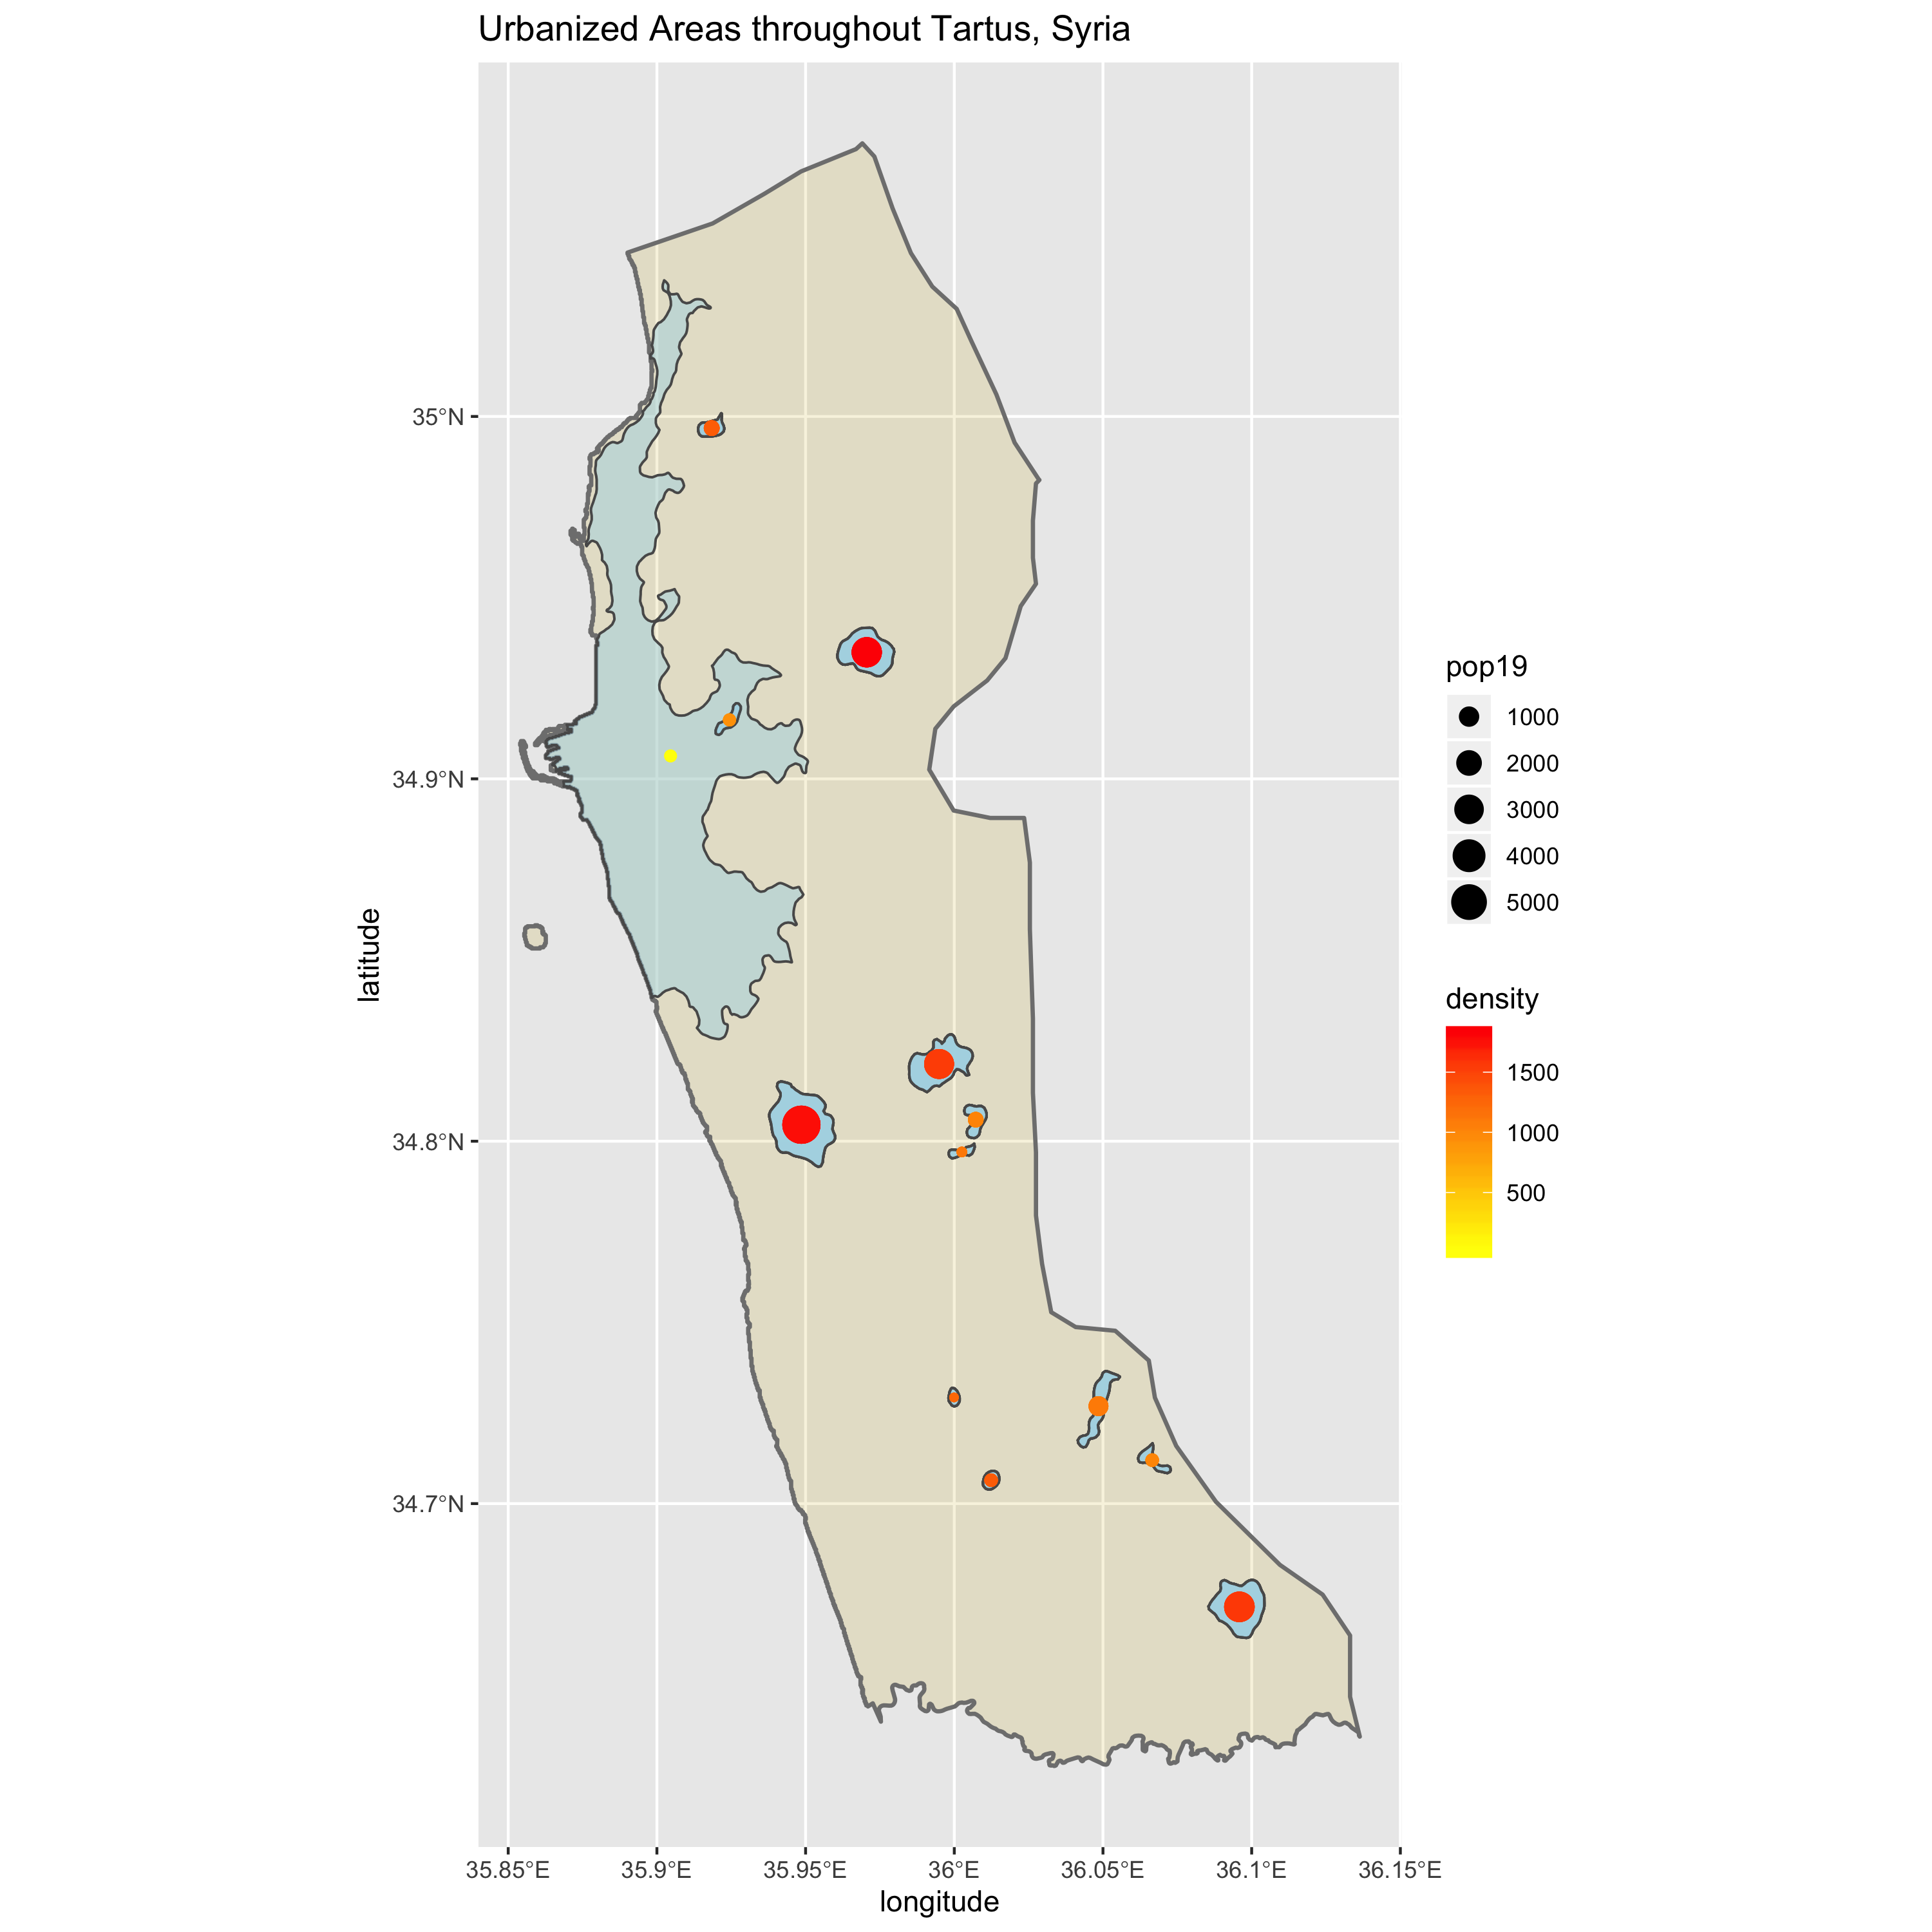 Urbanized Areas throughout Tartus, Syria
35°N
34.9°N
34.8°N
34.7°N
latitude
35.85°E
35.9°E
35.95°E
36°E
36.05°E
36.1°E
36.15°E
longitude
pop19
1000
2000
3000
4000
5000
density
1500
1000
500